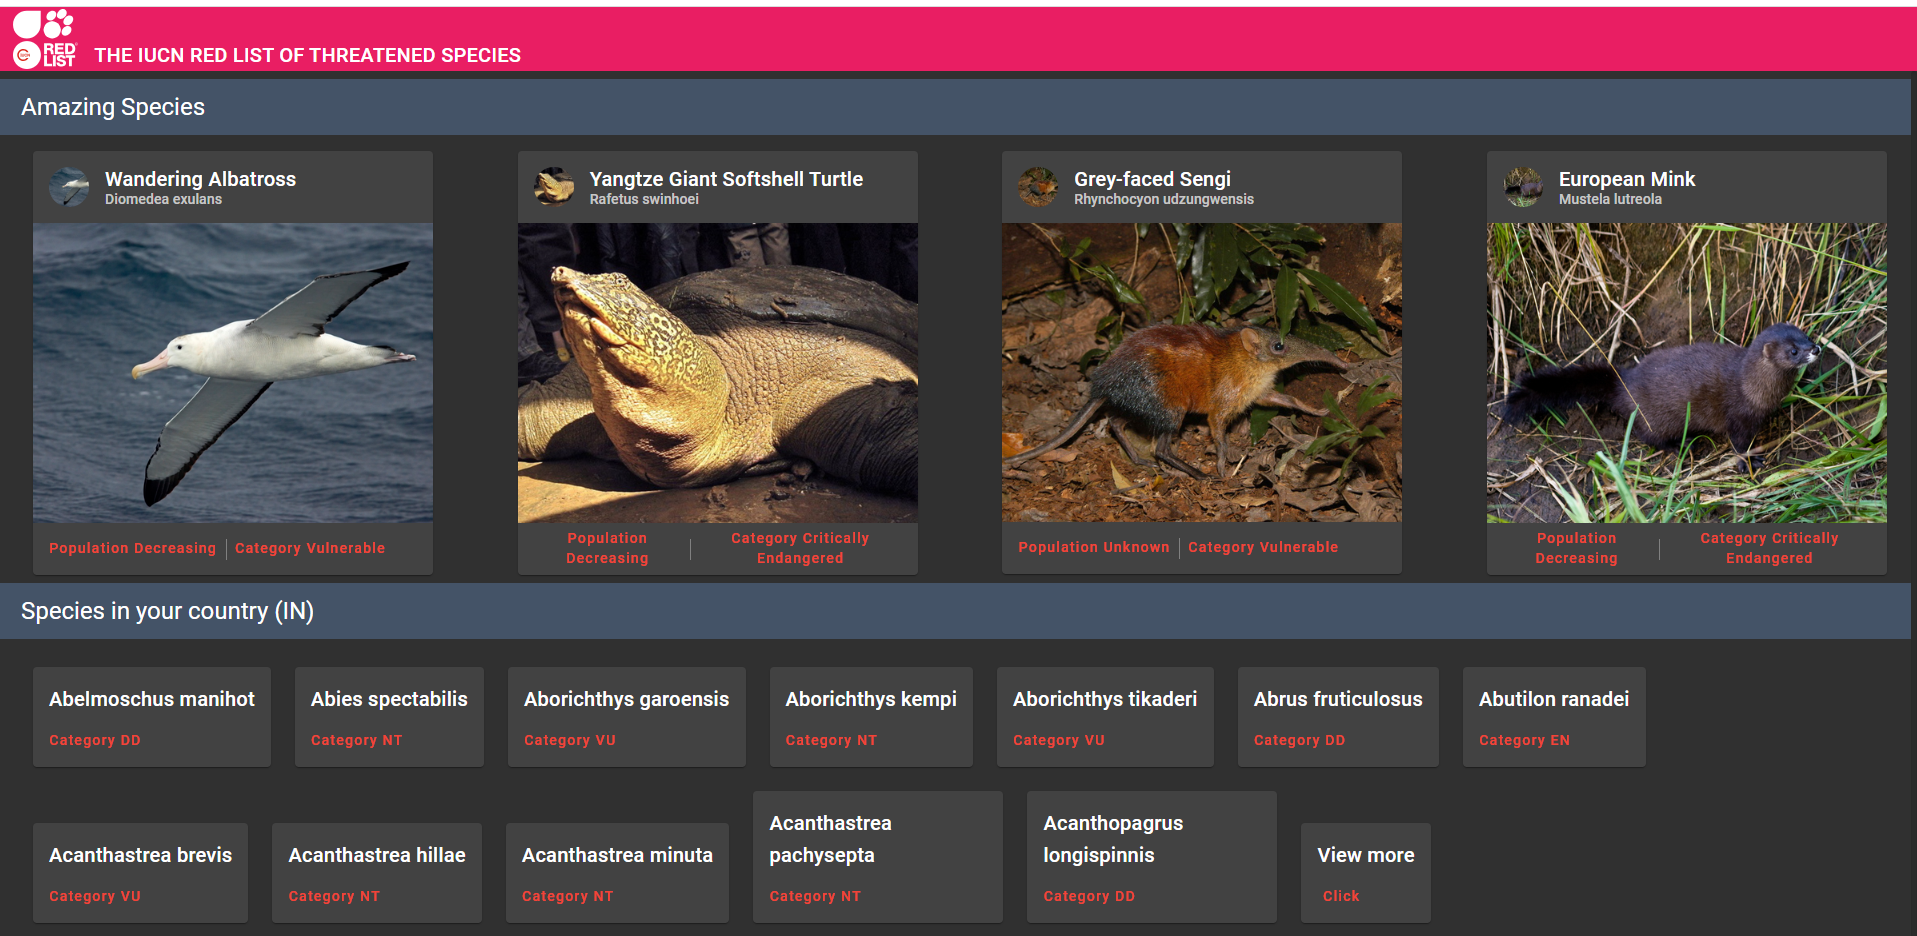 RED
LIST
THE IUCN RED LIST OF THREATENED SPECIES
Amazing Species
Wandering Albatross
Diomedea exulans
Population Decreasing
Category Vulnerable
Yangtze Giant Softshell Turtle
Rafetus swinhoei
Population
Decreasing
Category Critically
Endangered
Grey-faced Sengi
Rhynchocyon udzungwensis
Population Unknown
Category Vulnerable
European Mink
Mustela lutreola
Population
Decreasing
Category Critically
Endangered
Species in your country (IN)
Abelmoschus manihot
Category DD
Abies spectabilis
Category NT
Aborichthys garoensis
Category VU
Aborichthys kempi
Category NT
Aborichthys tikaderi
Category VU
Abrus fruticulosus
Category DD
Abutilon ranadei
Category EN
Acanthastrea brevis
Category VU
Acanthastrea hillae
Category NT
Acanthastrea minuta
Category NT
Acanthastrea
pachysepta
Category NT
Acanthopagrus
longispinnis
Category DD
View more
Click